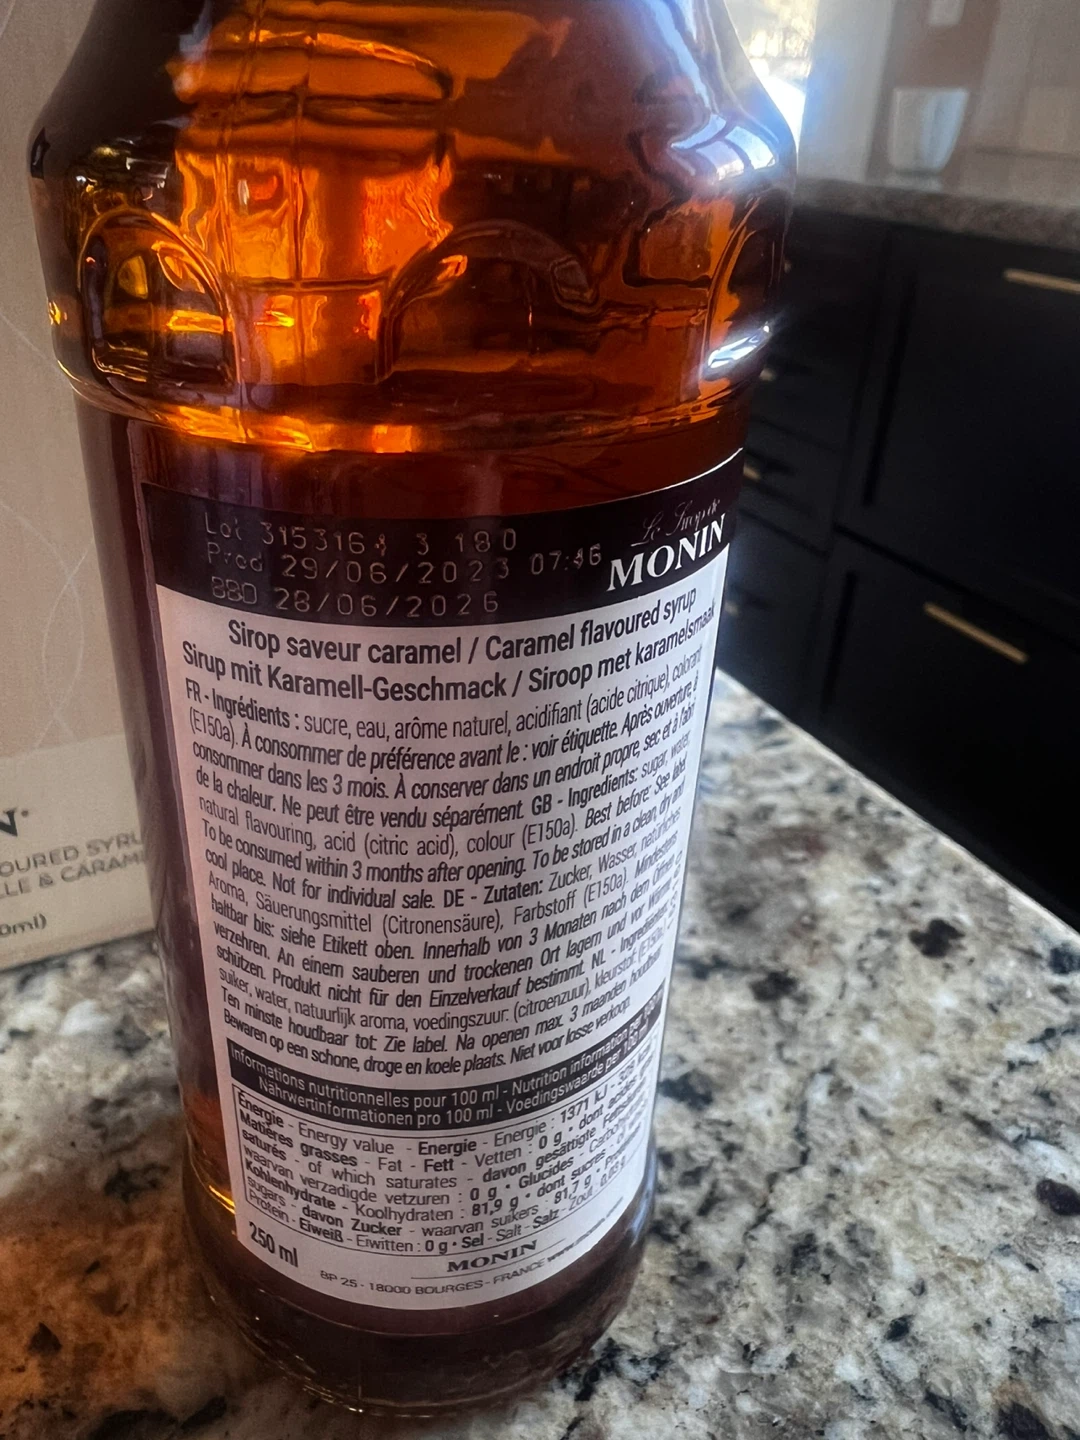 Lot 315316 3 180
Prod 29/06/2023 07:46
BBD 28/06/2026
Le Sirop de
MONIN
Sirop saveur caramel / Caramel flavoured syrup
Sirup mit Karamell-Geschmack / Siroop met karamelsmaak
FR - Ingrédients : sucre, eau, arôme naturel, acidifiant (acide citrique), colorant
(E150a). À consommer de préférence avant le : voir étiquette. Après ouverture, à
consommer dans les 3 mois. À conserver dans un endroit propre, sec et à l'abri
de la chaleur. Ne peut être vendu séparément. GB - Ingredients: sugar, water,
natural flavouring, acid (citric acid), colour (E150a). Best before: See label
To be consumed within 3 months after opening. To be stored in a clean, dry and
cool place. Not for individual sale. DE - Zutaten: Zucker, Wasser, natürliches
Aroma, Säuerungsmittel (Citronensäure), Farbstoff (E150a). Mindestens
haltbar bis: siehe Etikett oben. Innerhalb von 3 Monaten nach dem Öffnen
verzehren. An einem sauberen und trockenen Ort lagern und vor Wärme
schützen. Produkt nicht für den Einzelverkauf bestimmt. NL - Ingrediënten:
suiker, water, natuurlijk aroma, voedingszuur: (citroenzuur), kleurstof: (E150a).
Ten minste houdbaar tot: Zie label. Na openen max. 3 maanden houdbaar.
Bewaren op een schone, droge en koele plaats. Niet voor losse verkoop.
Informations nutritionnelles pour 100 ml - Nutrition information per 100 ml
Nährwertinformationen pro 100 ml - Voedingswaarde per 100 ml
Énergie - Energy value - Energie - Energie : 1371 kJ
Matières grasses - Fat - Fett - Vetten : 0 g • dont acides
saturés - of which saturates - davon gesättigte
waarvan verzadigde vetzuren : 0 g • Glucides -
Kohlenhydrate - Koolhydraten : 81,9 g • dont sucres
sugars - davon Zucker - waarvan suikers : 81,7 g •
Protein - Eiweiß - Eiwitten : 0 g • Sel - Salt - Salz - Zout :
250 ml
MONIN
BP 25 - 18000 BOURGES - FRANCE
OURED SYRU
LLE & CARAM
0ml)